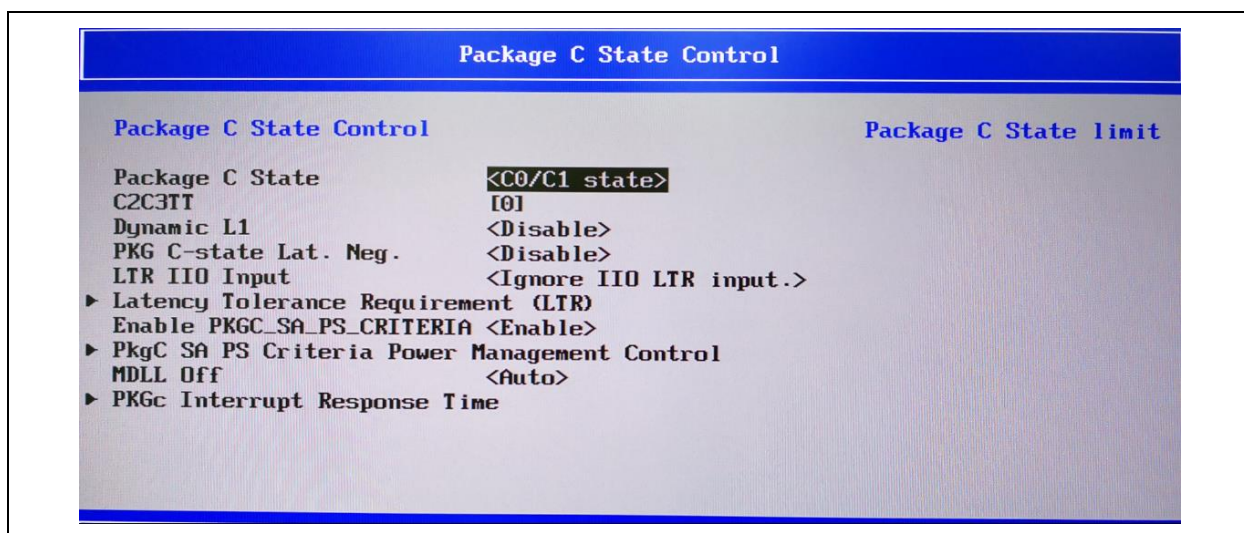 Package C State Control
Package C State Control Package C State limit
Package C State <C0/C1 state>
C2C3TT [0]
Dynamic L1 <Disable>
PKG C-state Lat. Neg. <Disable>
LTR IIO Input <Ignore IIO LTR input.>
▶ Latency Tolerance Requirement (LTR)
Enable PKGC_SA_PS_CRITERIA <Enable>
▶ PkgC SA PS Criteria Power Management Control
MDLL Off <Auto>
▶ PKGc Interrupt Response Time